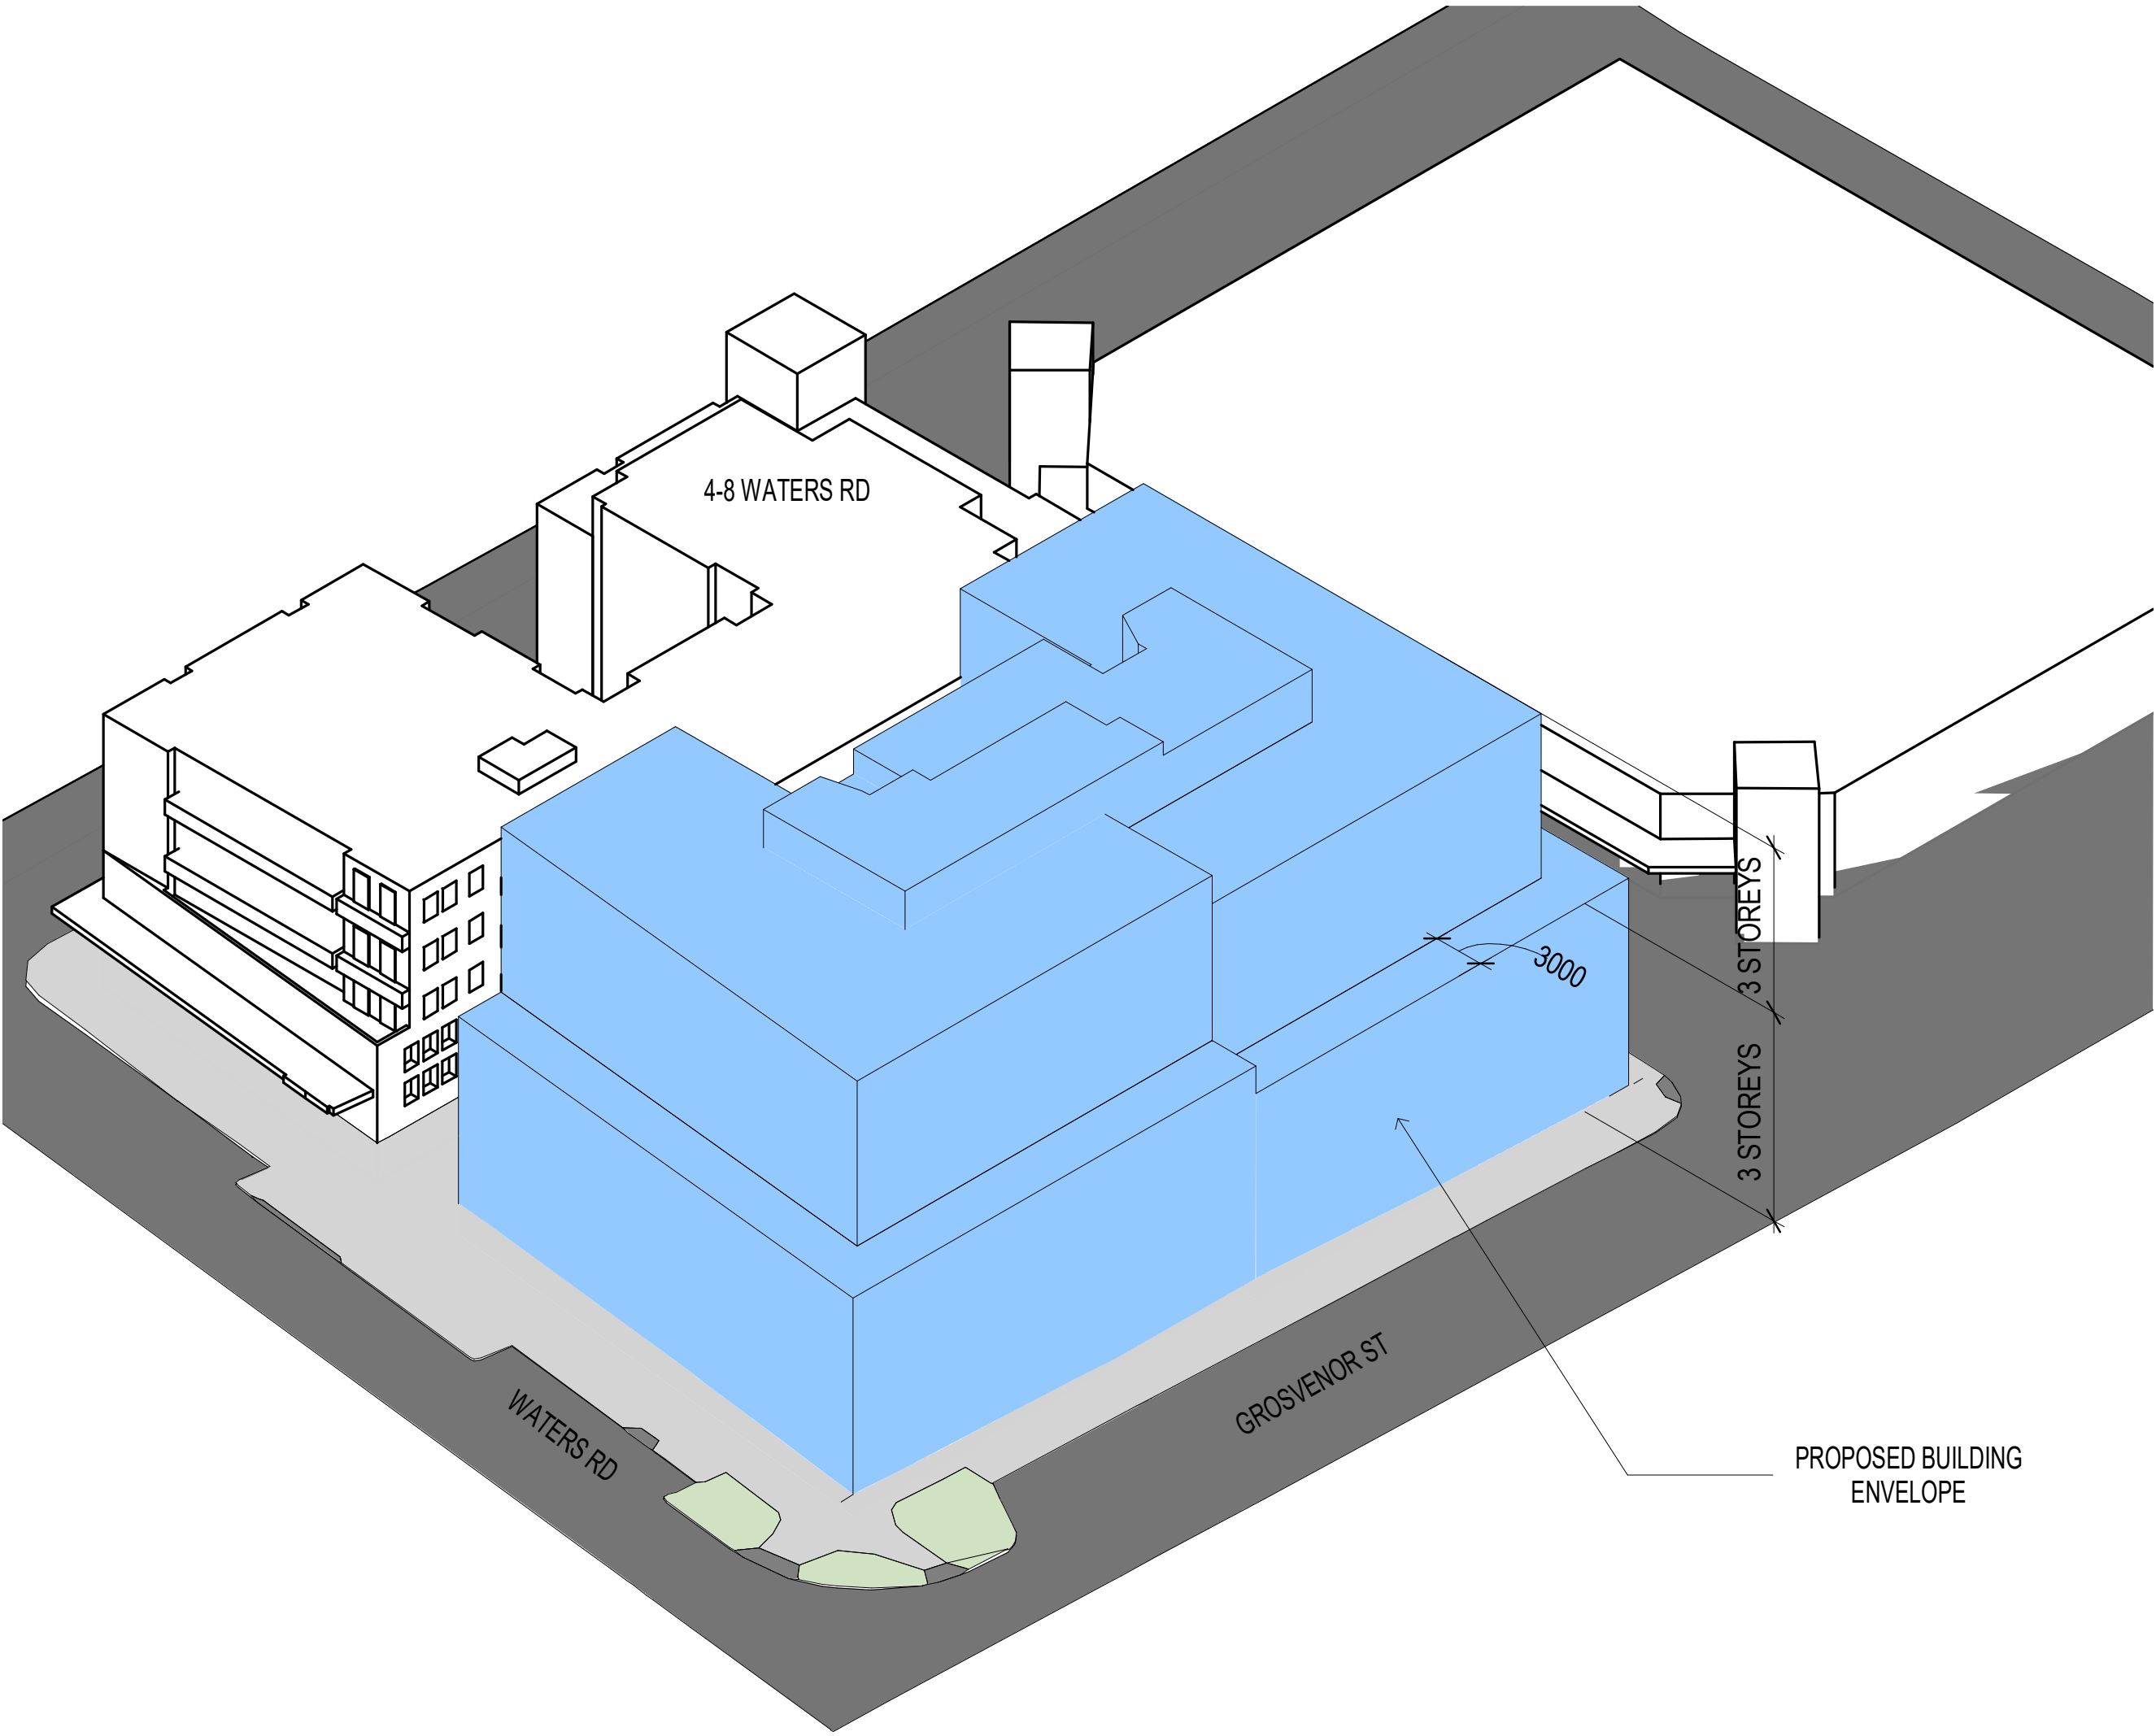 4-8 WATERS RD
3 STOREYS
3000
3 STOREYS
GROSVENOR ST
WATERS RD
PROPOSED BUILDING
ENVELOPE